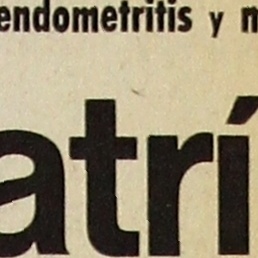 endometritis y n
atrí